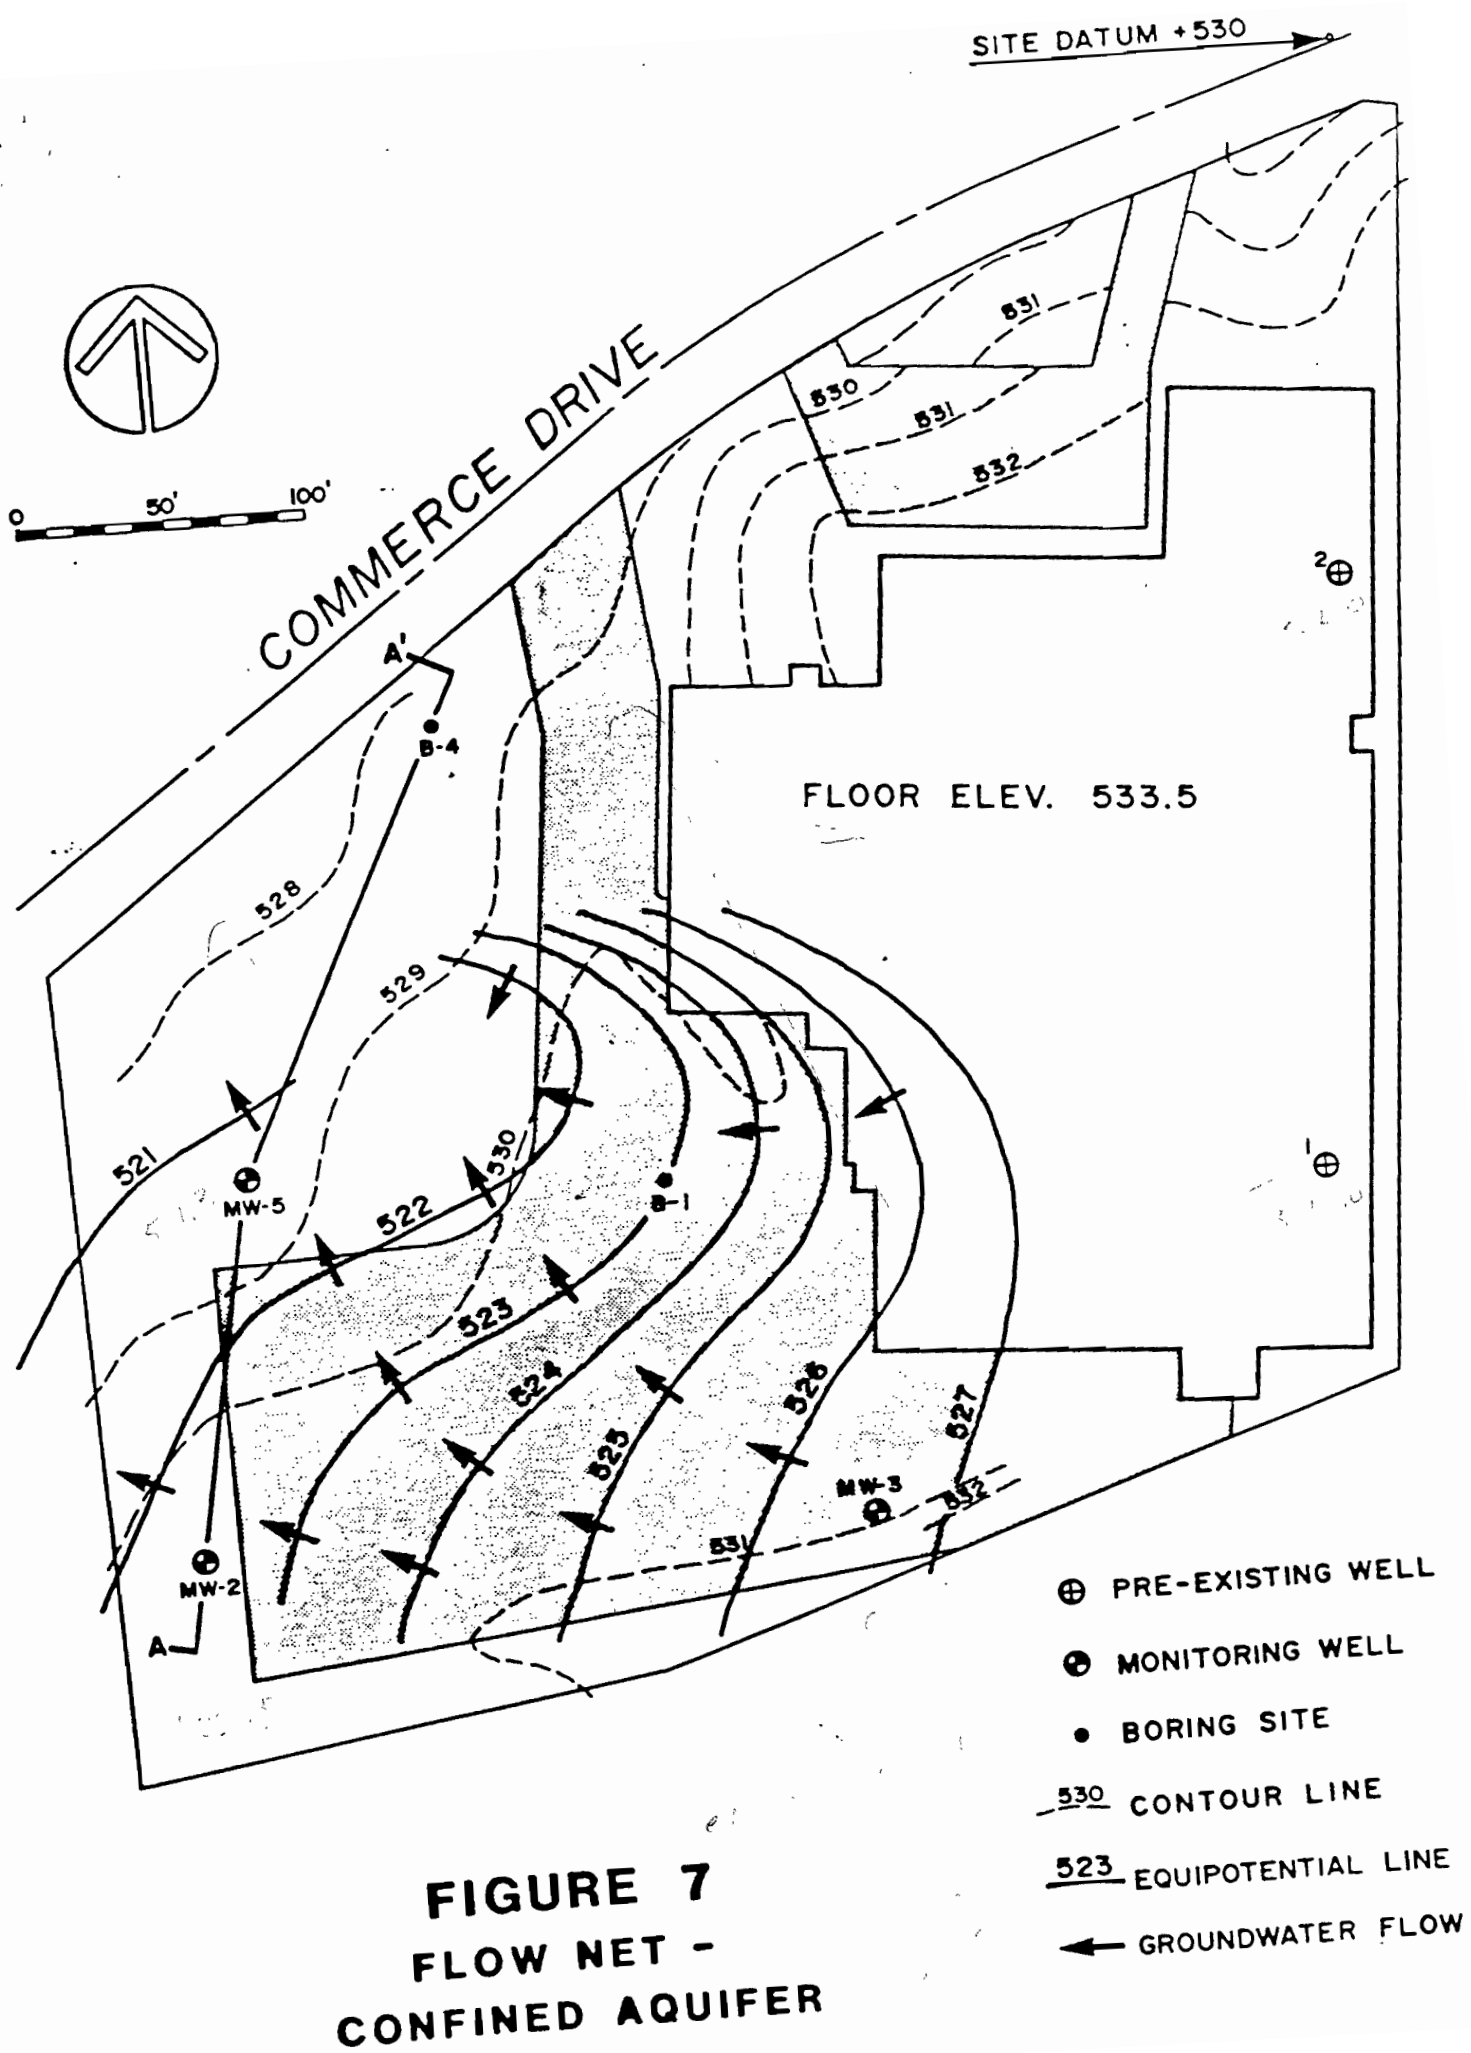 SITE DATUM +530
531
530
531
532
COMMERCE DRIVE
0 50' 100'
2
A'
B-4
FLOOR ELEV. 533.5
528
529
530
521
MW-5
522
B-1
1
523
524
525
526
527
MW-3
532
531
MW-2
A
PRE-EXISTING WELL
MONITORING WELL
BORING SITE
530 CONTOUR LINE
523 EQUIPOTENTIAL LINE
GROUNDWATER FLOW
FIGURE 7
FLOW NET -
CONFINED AQUIFER